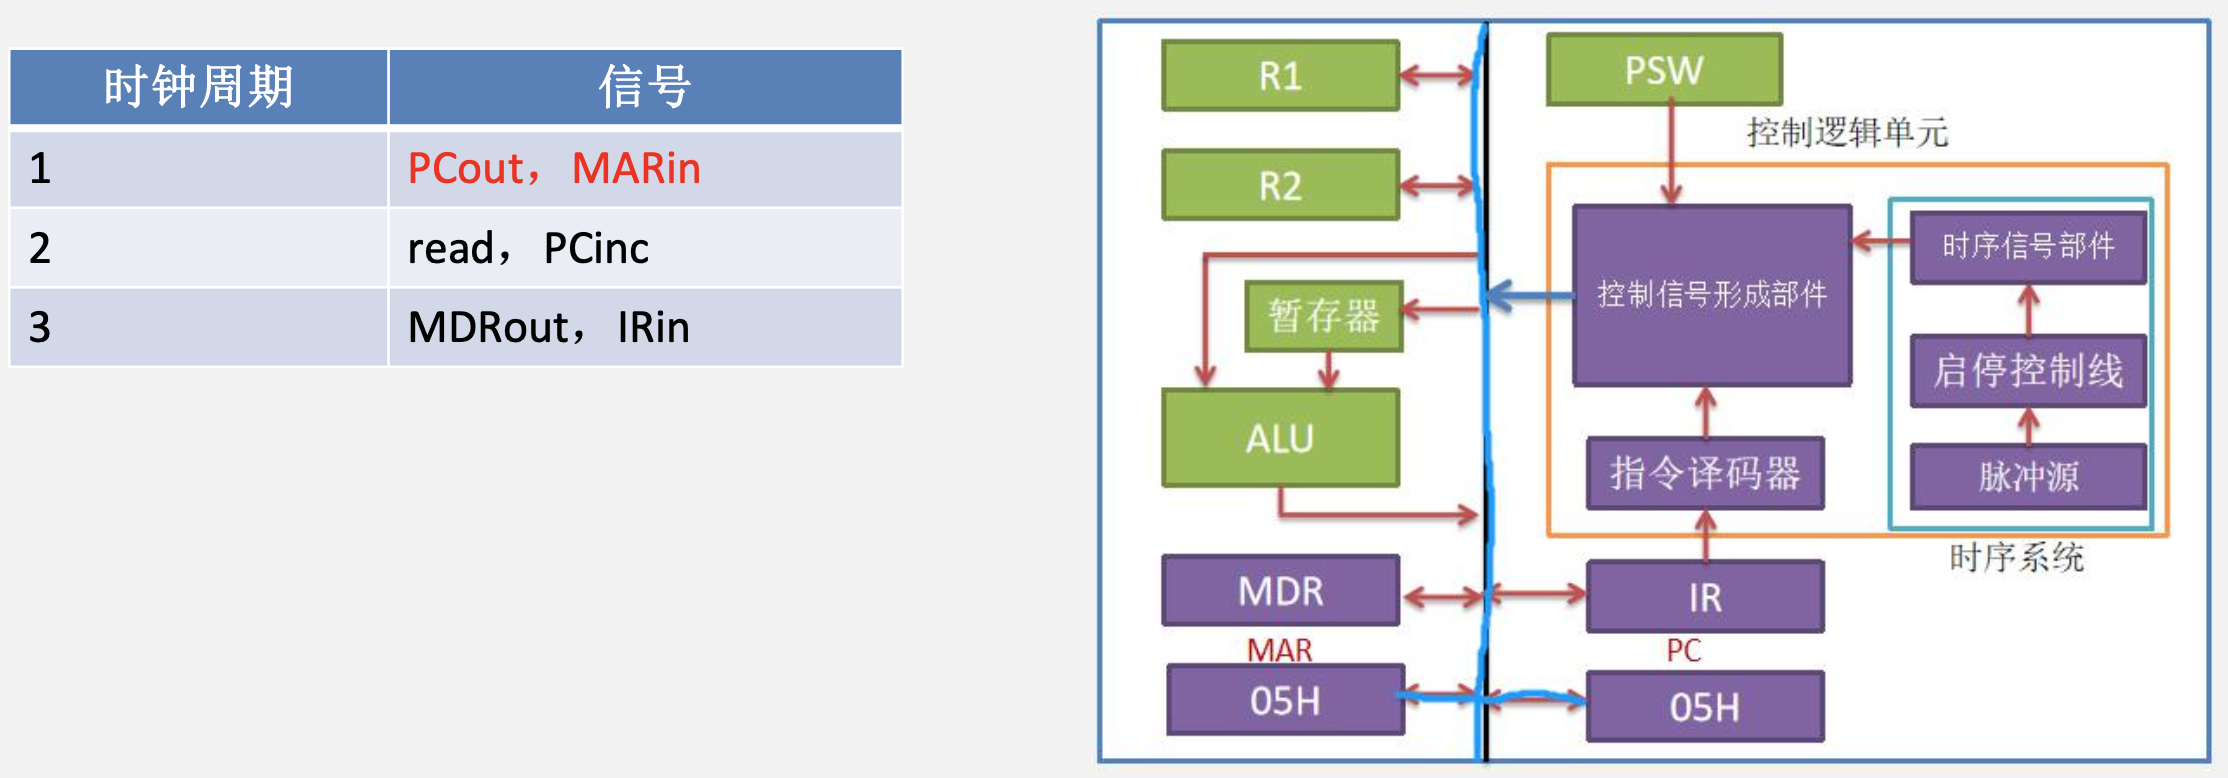 时钟周期 信号
1 PCout，MARin
2 read，PCinc
3 MDRout，IRin
R1
PSW
控制逻辑单元
R2
时序信号部件
控制信号形成部件
暂存器
启停控制线
ALU
指令译码器
脉冲源
时序系统
MDR
IR
MAR
PC
05H
05H